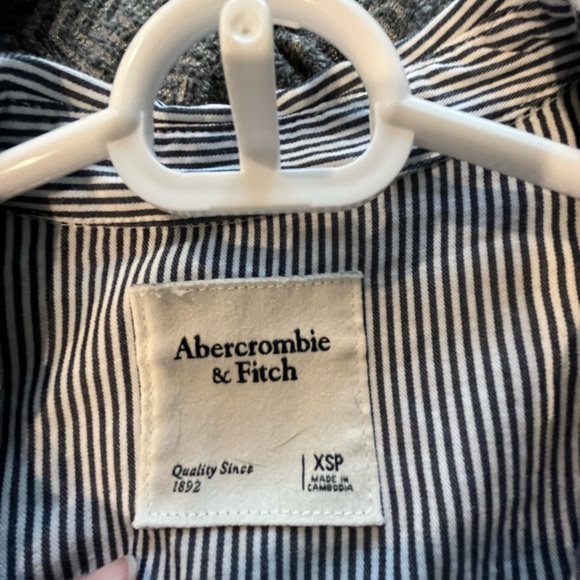 Abercrombie
& Fitch
Quality Since
1892
XSP
MADE IN
CAMBODIA